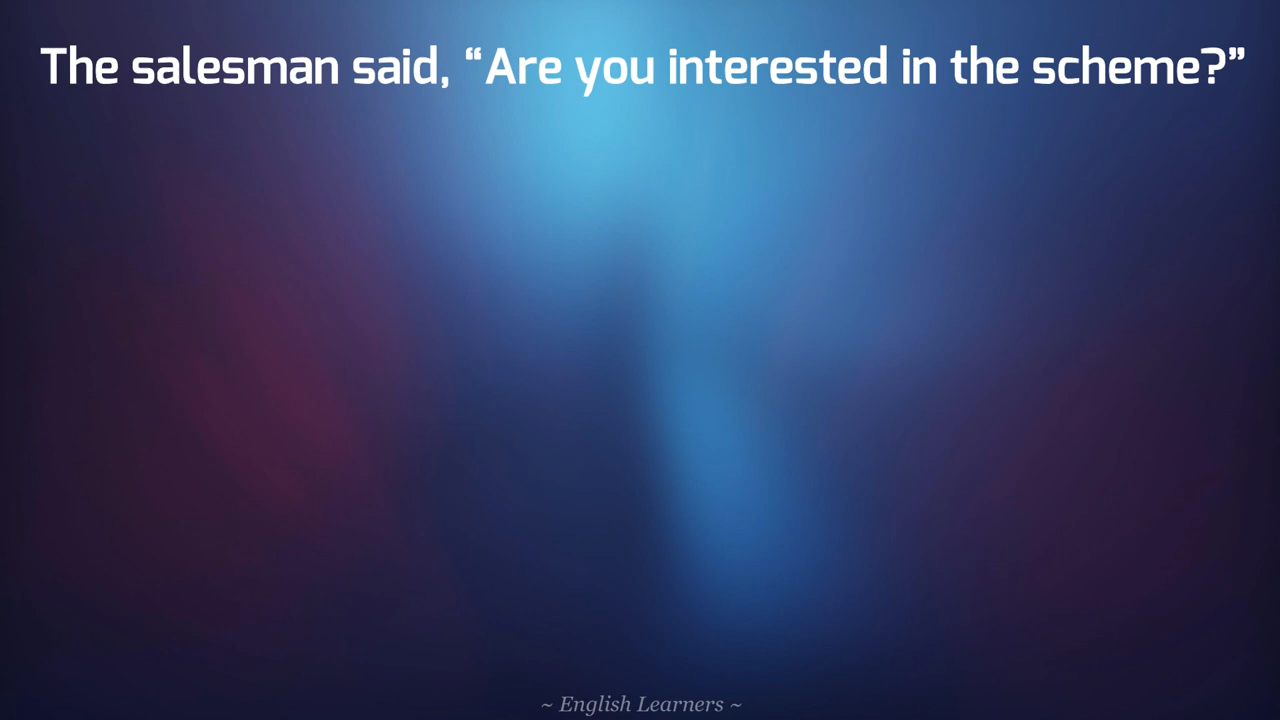 The salesman said, “Are you interested in the scheme?”
~ English Learners ~